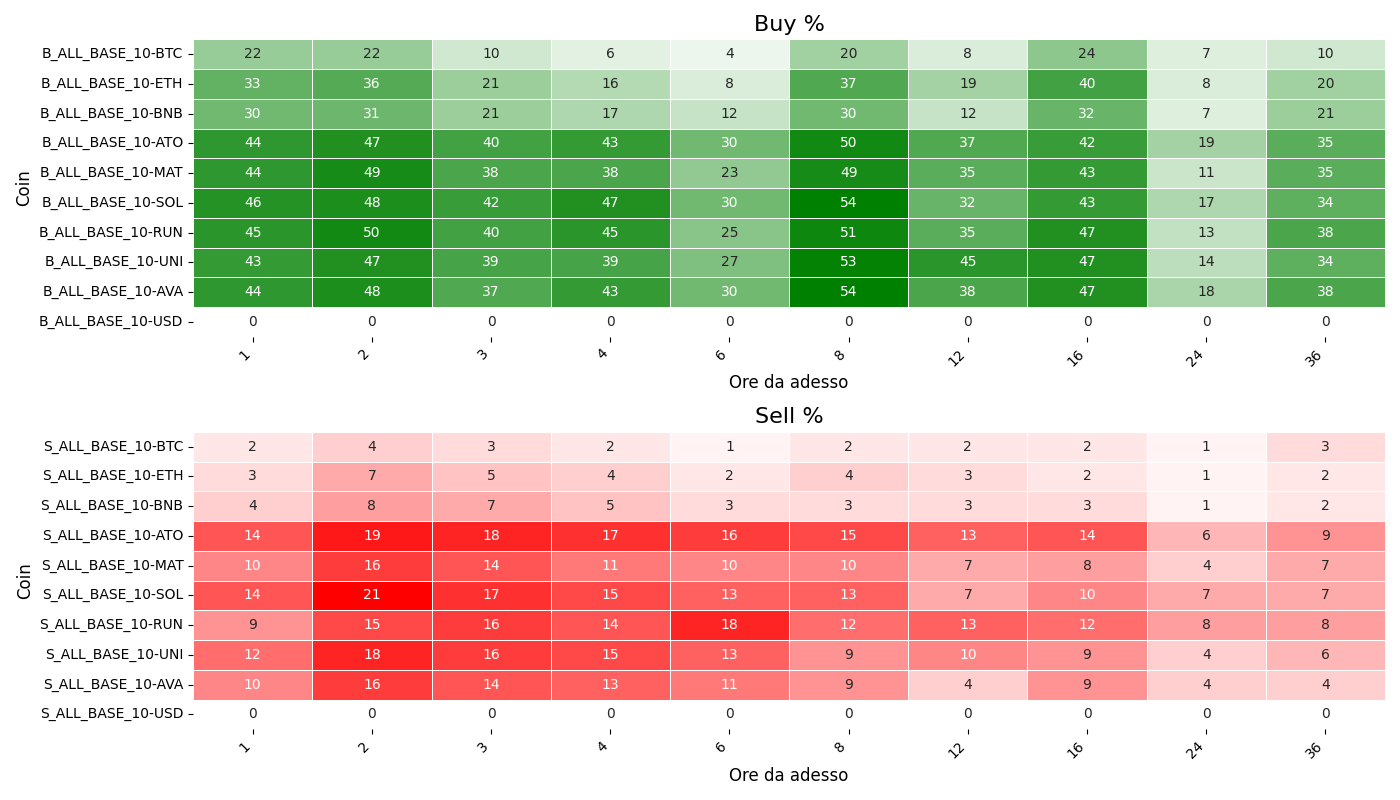 Buy %
Coin
B_ALL_BASE_10-BTC 22 22 10 6 4 20 8 24 7 10
B_ALL_BASE_10-ETH 33 36 21 16 8 37 19 40 8 20
B_ALL_BASE_10-BNB 30 31 21 17 12 30 12 32 7 21
B_ALL_BASE_10-ATO 44 47 40 43 30 50 37 42 19 35
B_ALL_BASE_10-MAT 44 49 38 38 23 49 35 43 11 35
B_ALL_BASE_10-SOL 46 48 42 47 30 54 32 43 17 34
B_ALL_BASE_10-RUN 45 50 40 45 25 51 35 47 13 38
B_ALL_BASE_10-UNI 43 47 39 39 27 53 45 47 14 34
B_ALL_BASE_10-AVA 44 48 37 43 30 54 38 47 18 38
B_ALL_BASE_10-USD 0 0 0 0 0 0 0 0 0 0
1 2 3 4 6 8 12 16 24 36
Ore da adesso
Sell %
Coin
S_ALL_BASE_10-BTC 2 4 3 2 1 2 2 2 1 3
S_ALL_BASE_10-ETH 3 7 5 4 2 4 3 2 1 2
S_ALL_BASE_10-BNB 4 8 7 5 3 3 3 3 1 2
S_ALL_BASE_10-ATO 14 19 18 17 16 15 13 14 6 9
S_ALL_BASE_10-MAT 10 16 14 11 10 10 7 8 4 7
S_ALL_BASE_10-SOL 14 21 17 15 13 13 7 10 7 7
S_ALL_BASE_10-RUN 9 15 16 14 18 12 13 12 8 8
S_ALL_BASE_10-UNI 12 18 16 15 13 9 10 9 4 6
S_ALL_BASE_10-AVA 10 16 14 13 11 9 4 9 4 4
S_ALL_BASE_10-USD 0 0 0 0 0 0 0 0 0 0
1 2 3 4 6 8 12 16 24 36
Ore da adesso